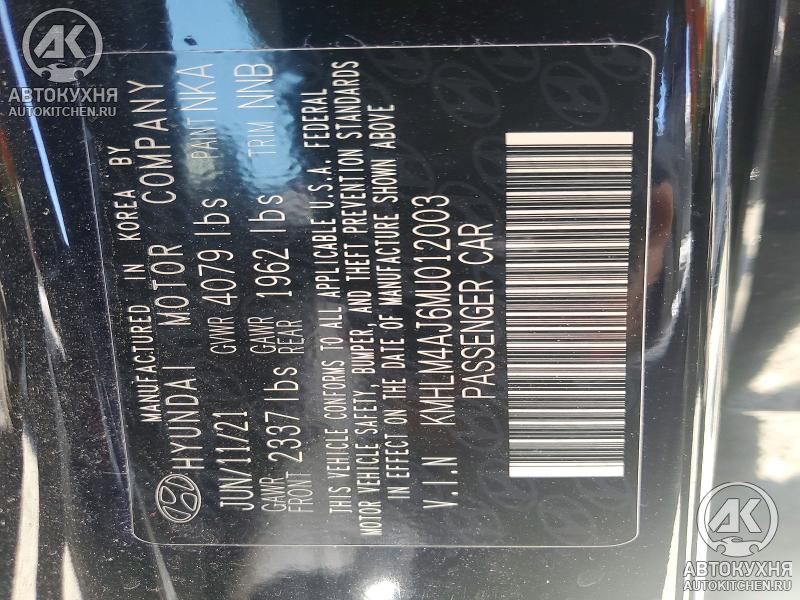 MANUFACTURED IN KOREA BY
HYUNDAI MOTOR COMPANY
JUN/11/21 GVWR 4079 lbs PAINT NKA
GAWR FRONT 2337 lbs GAWR REAR 1962 lbs TRIM NNB
THIS VEHICLE CONFORMS TO ALL APPLICABLE U.S.A. FEDERAL
MOTOR VEHICLE SAFETY, BUMPER, AND THEFT PREVENTION STANDARDS
IN EFFECT ON THE DATE OF MANUFACTURE SHOWN ABOVE
V.I.N KMHLM4AJ6MU012003
PASSENGER CAR
АК
АВТОКУХНЯ
AUTOKITCHEN.RU
АК
АВТОКУХНЯ
AUTOKITCHEN.RU